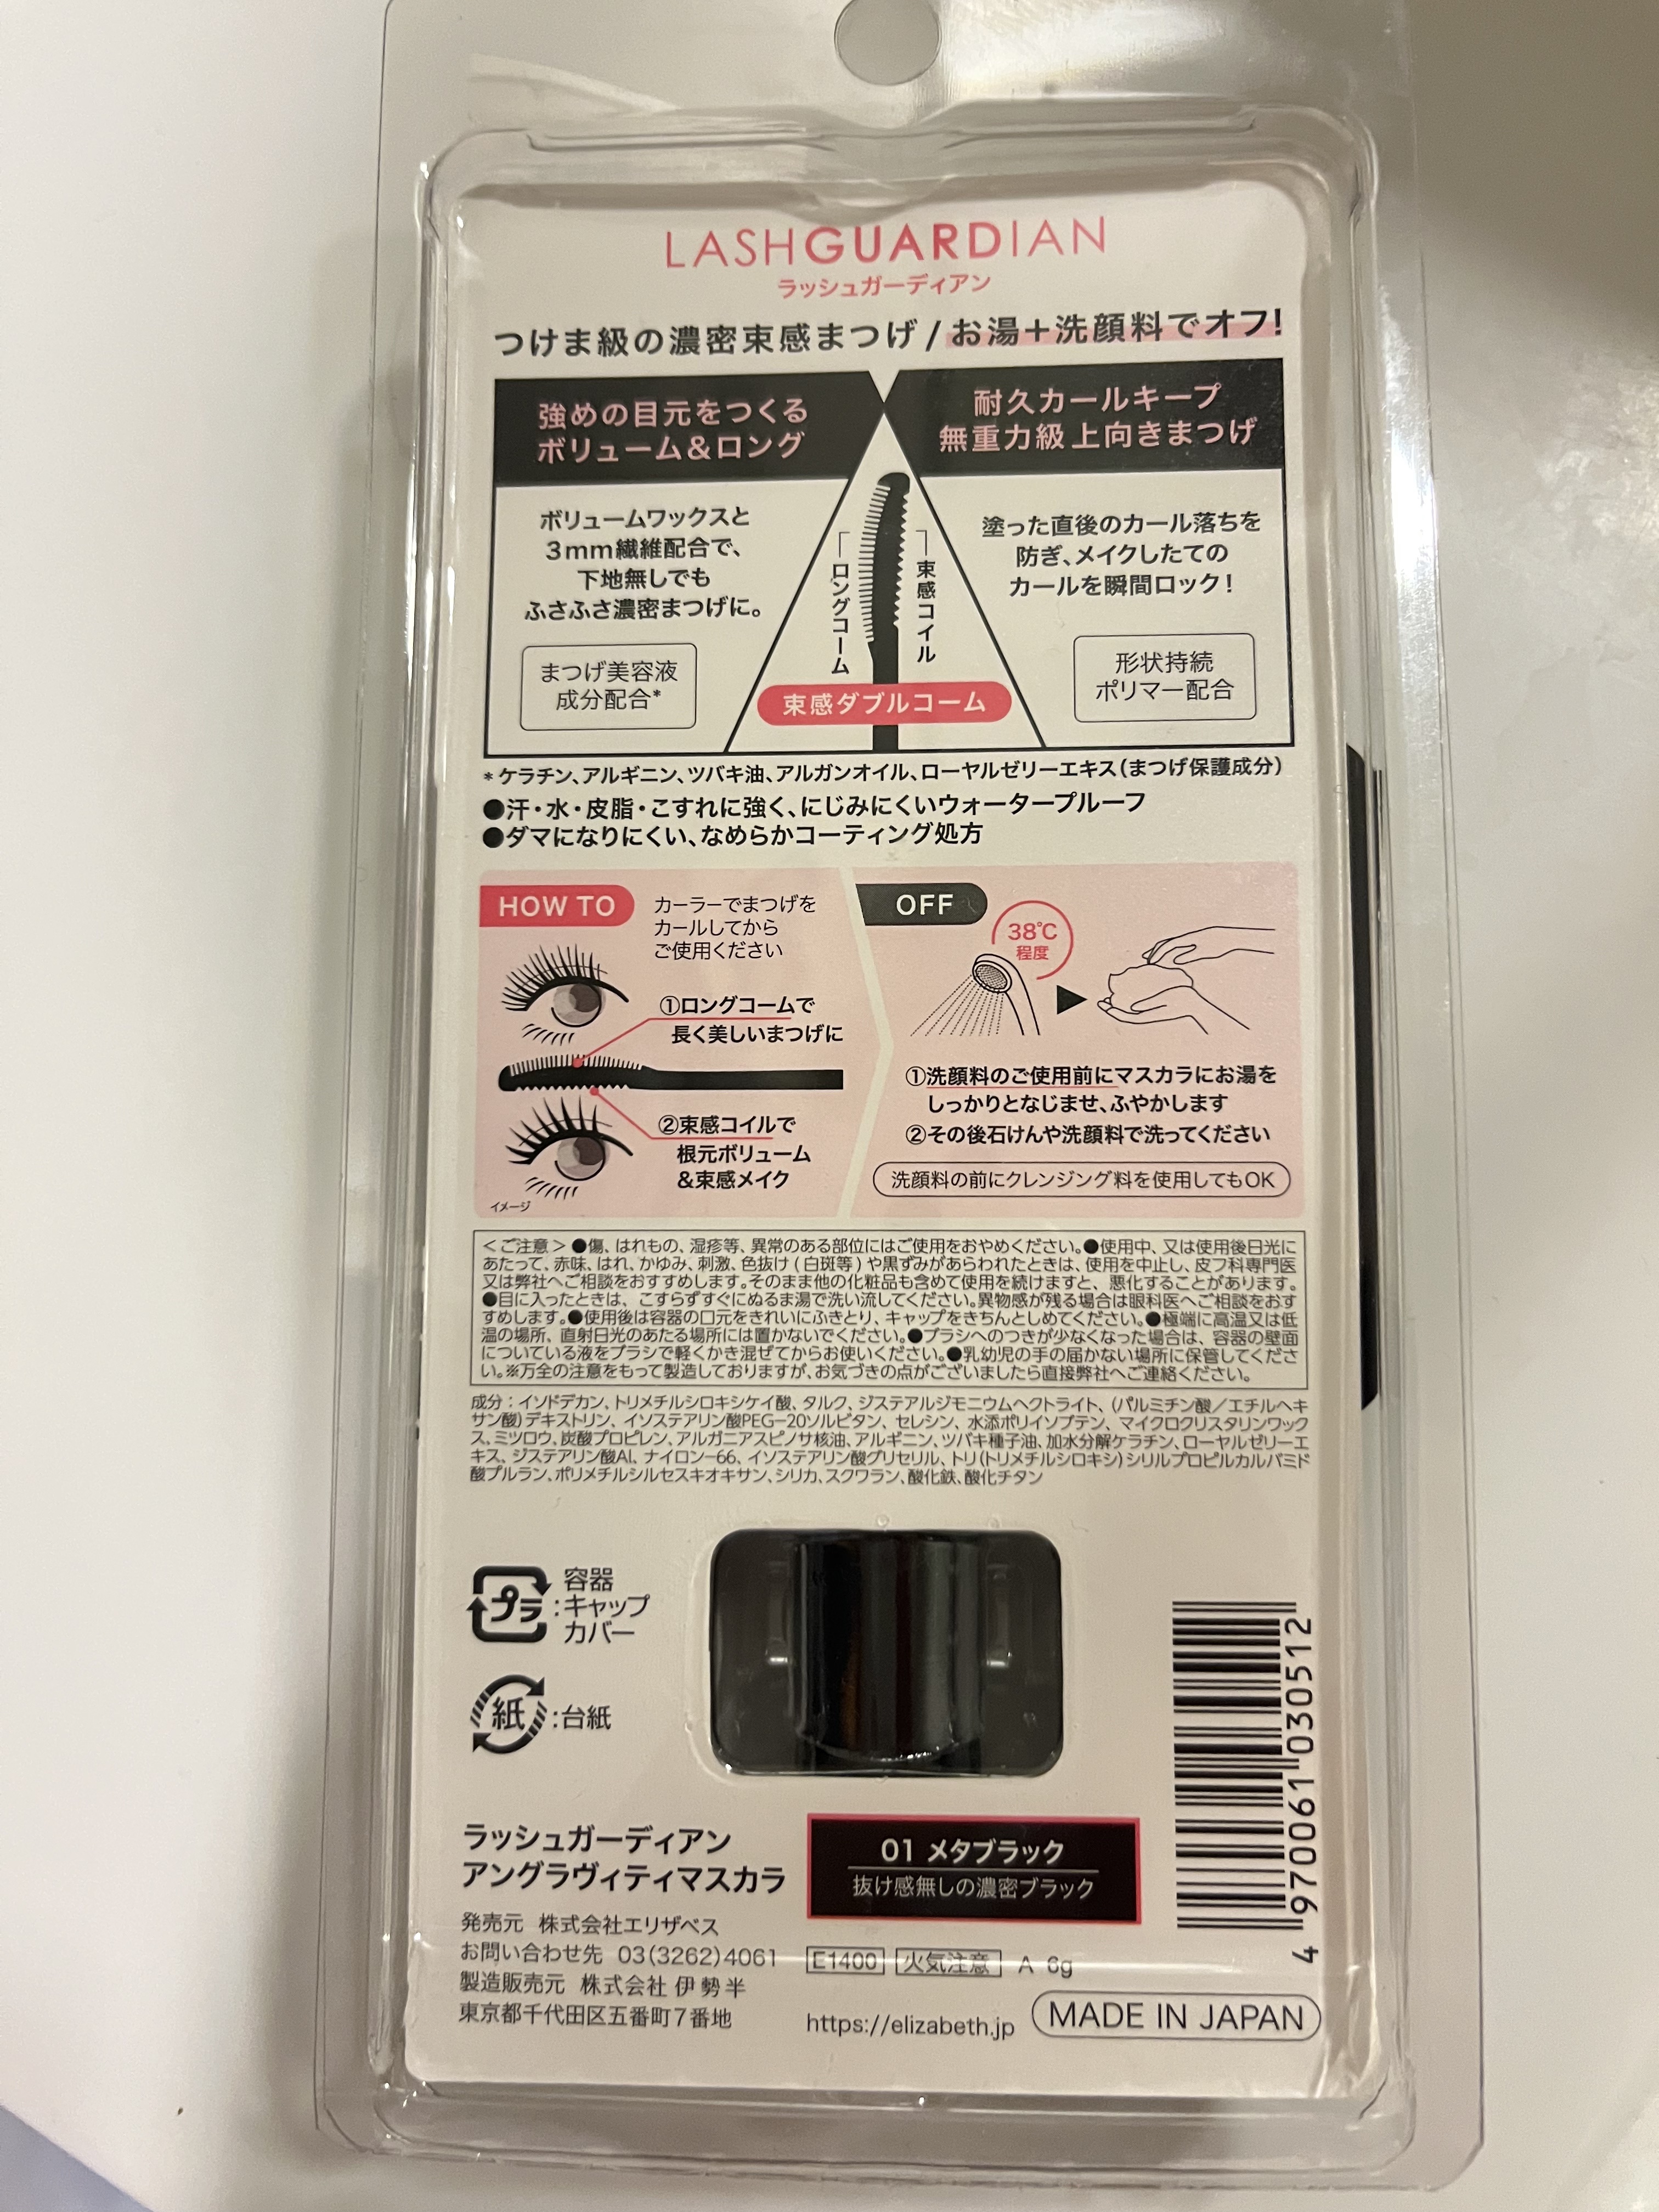 LASHGUARDIAN
ラッシュガーディアン
つけま級の濃密束感まつげ / お湯+洗顔料でオフ!
強めの目元をつくる
ボリューム&ロング
耐久カールキープ
無重力級 上向きまつげ
ボリュームワックスと
3mm繊維配合で、
下地無しでも
ふさふさ濃密まつげに。
まつげ美容液
成分配合*
ロングコーム
束感コイル
束感ダブルコーム
塗った直後のカール落ちを
防ぎ、メイクしたての
カールを瞬間ロック!
形状持続
ポリマー配合
*ケラチン、アルギニン、ツバキ油、アルガンオイル、ローヤルゼリーエキス(まつげ保護成分)
●汗・水・皮脂・こすれに強く、にじみにくいウォータープルーフ
●ダマになりにくい、なめらかコーティング処方
HOW TO
カーラーでまつげを
カールしてから
ご使用ください
①ロングコームで
長く美しいまつげに
②束感コイルで
根元ボリューム
&束感メイク
イメージ
OFF
38℃
程度
①洗顔料のご使用前にマスカラにお湯を
しっかりとなじませ、ふやかします
②その後石けんや洗顔料で洗ってください
洗顔料の前にクレンジング料を使用してもOK
<ご注意>●傷、はれもの、湿疹等、異常のある部位にはご使用をおやめください。●使用中、又は使用後日光に
あたって、赤味、はれ、かゆみ、刺激、色抜け(白斑等)や黒ずみがあらわれたときは、使用を中止し、皮フ科専門医
又は弊社へご相談をおすすめします。そのまま他の化粧品も含めて使用を続けますと、悪化することがあります。
●目に入ったときは、こすらずすぐにぬるま湯で洗い流してください。異物感が残る場合は眼科医へご相談をおす
すめします。●使用後は容器の口元をきれいにふきとり、キャップをきちんとしめてください。●極端に高温又は低
温の場所、直射日光のあたる場所には置かないでください。●ブラシへのつきが少なくなった場合は、容器の壁面
についている液をブラシで軽くかき混ぜてからお使いください。●乳幼児の手の届かない場所に保管してくださ
い。※万全の注意をもって製造しておりますが、お気づきの点がございましたら直接弊社へご連絡ください。
成分:イソドデカン、トリメチルシロキシケイ酸、タルク、ジステアルジモニウムヘクトライト、(パルミチン酸/エチルヘキ
サン酸)デキストリン、イソステアリン酸PEG-20ソルビタン、セレシン、水添ポリイソブテン、マイクロクリスタリンワック
ス、ミツロウ、炭酸プロピレン、アルガニアスピノサ核油、アルギニン、ツバキ種子油、加水分解ケラチン、ローヤルゼリーエ
キス、ジステアリン酸Al、ナイロン-66、イソステアリン酸グリセリル、トリ(トリメチルシロキシ)シリルプロピルカルバミド
酸プルラン、ポリメチルシルセスキオキサン、シリカ、スクワラン、酸化鉄、酸化チタン
プラ
容器
:キャップ
カバー
紙
:台紙
4970061030512
ラッシュガーディアン
アングラヴィティマスカラ
01 メタブラック
抜け感無しの濃密ブラック
発売元 株式会社エリザベス
お問い合わせ先 03(3262)4061
製造販売元 株式会社 伊勢半
東京都千代田区五番町7番地
E1400 火気注意 A 6g
https://elizabeth.jp
MADE IN JAPAN